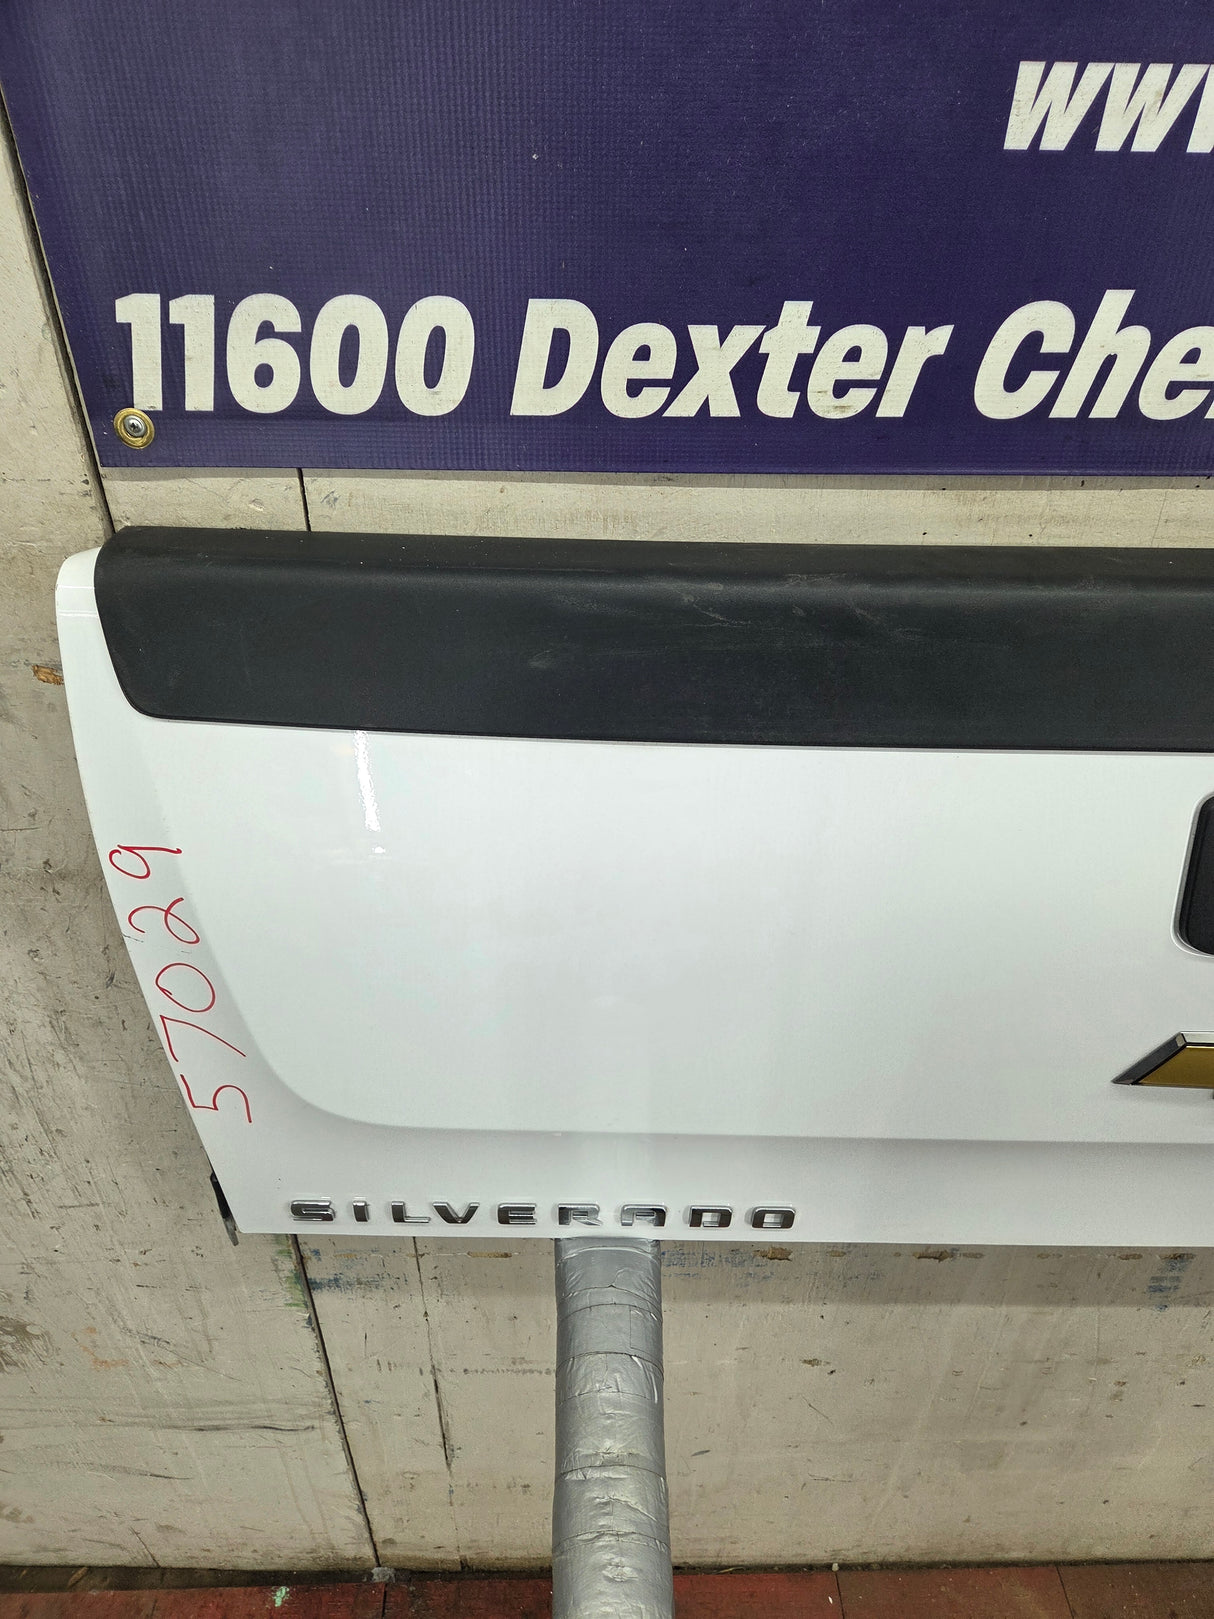 www
11600 Dexter Che
57029
SILVERADO